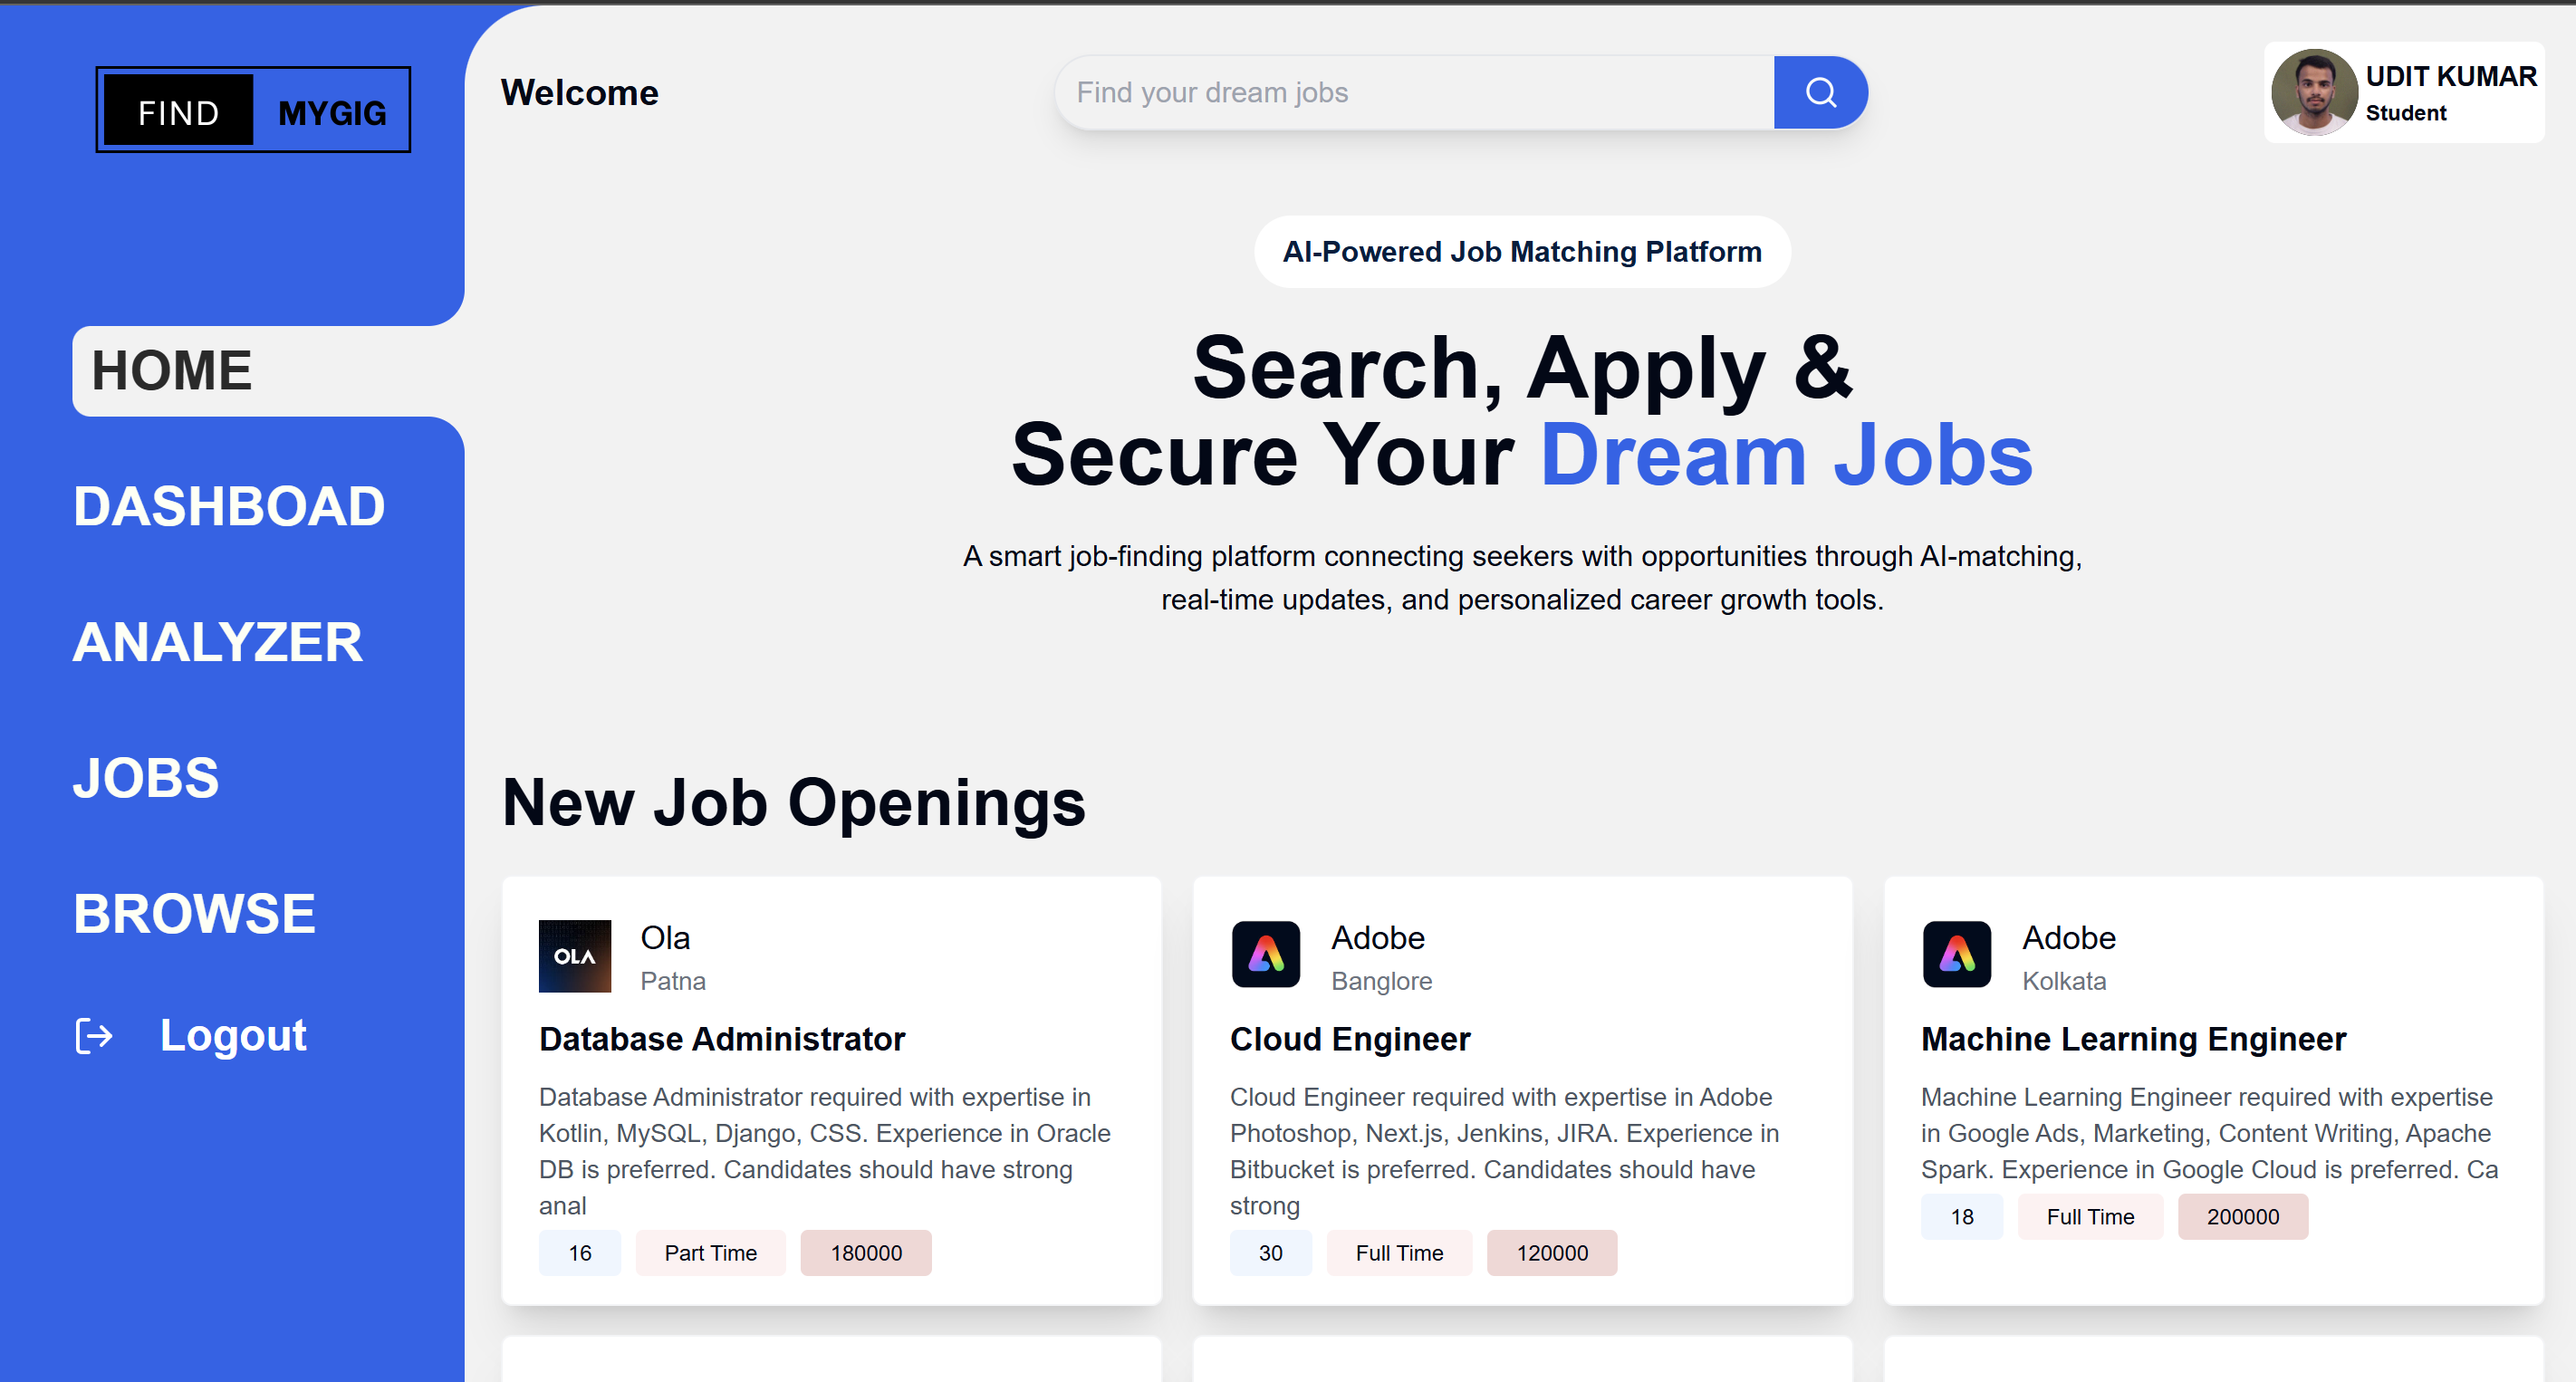 FIND MYGIG
HOME
DASHBOAD
ANALYZER
JOBS
BROWSE
Logout
Welcome
Find your dream jobs
UDIT KUMAR
Student
AI-Powered Job Matching Platform
Search, Apply &
Secure Your Dream Jobs
A smart job-finding platform connecting seekers with opportunities through AI-matching,
real-time updates, and personalized career growth tools.
New Job Openings
OLA
Ola
Patna
Database Administrator
Database Administrator required with expertise in
Kotlin, MySQL, Django, CSS. Experience in Oracle
DB is preferred. Candidates should have strong
anal
16 Part Time 180000
Adobe
Banglore
Cloud Engineer
Cloud Engineer required with expertise in Adobe
Photoshop, Next.js, Jenkins, JIRA. Experience in
Bitbucket is preferred. Candidates should have
strong
30 Full Time 120000
Adobe
Kolkata
Machine Learning Engineer
Machine Learning Engineer required with expertise
in Google Ads, Marketing, Content Writing, Apache
Spark. Experience in Google Cloud is preferred. Ca
18 Full Time 200000